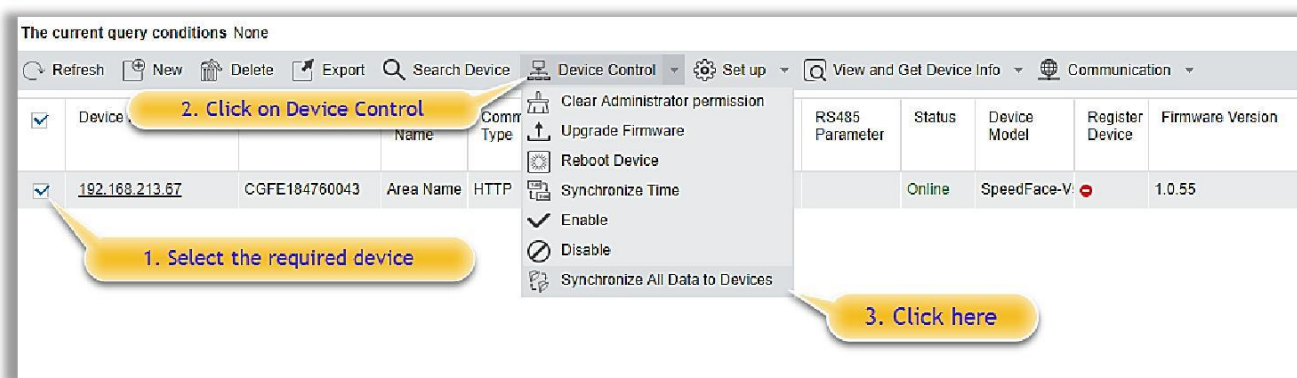 The current query conditions None
Refresh New Delete Export Search Device Device Control Set up View and Get Device Info Communication
2. Click on Device Control
Clear Administrator permission
Upgrade Firmware
Reboot Device
Synchronize Time
Enable
Disable
Synchronize All Data to Devices
Device Name Type RS485 Parameter Status Device Model Register Device Firmware Version
192.168.213.67 CGFE184760043 Area Name HTTP Online SpeedFace-V 1.0.55
1. Select the required device
3. Click here